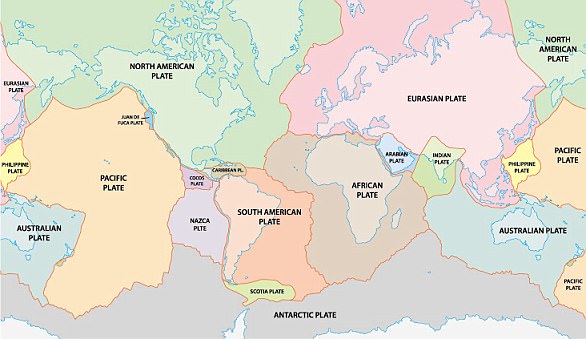 NORTH AMERICAN
PLATE
NORTH
AMERICAN
PLATE
EURASIAN
PLATE
EURASIAN PLATE
JUAN DE
FUCA PLATE
PHILIPPINE
PLATE
PACIFIC
PLATE
COCOS
PLATE
CARIBBEAN PL.
ARABIAN
PLATE
INDIAN
PLATE
PHILIPPINE
PLATE
PACIFIC
PLATE
AFRICAN
PLATE
AUSTRALIAN
PLATE
NAZCA
PLTE
SOUTH AMERICAN
PLATE
AUSTRALIAN PLATE
PACIFIC
PLATE
SCOTIA PLATE
ANTARCTIC PLATE